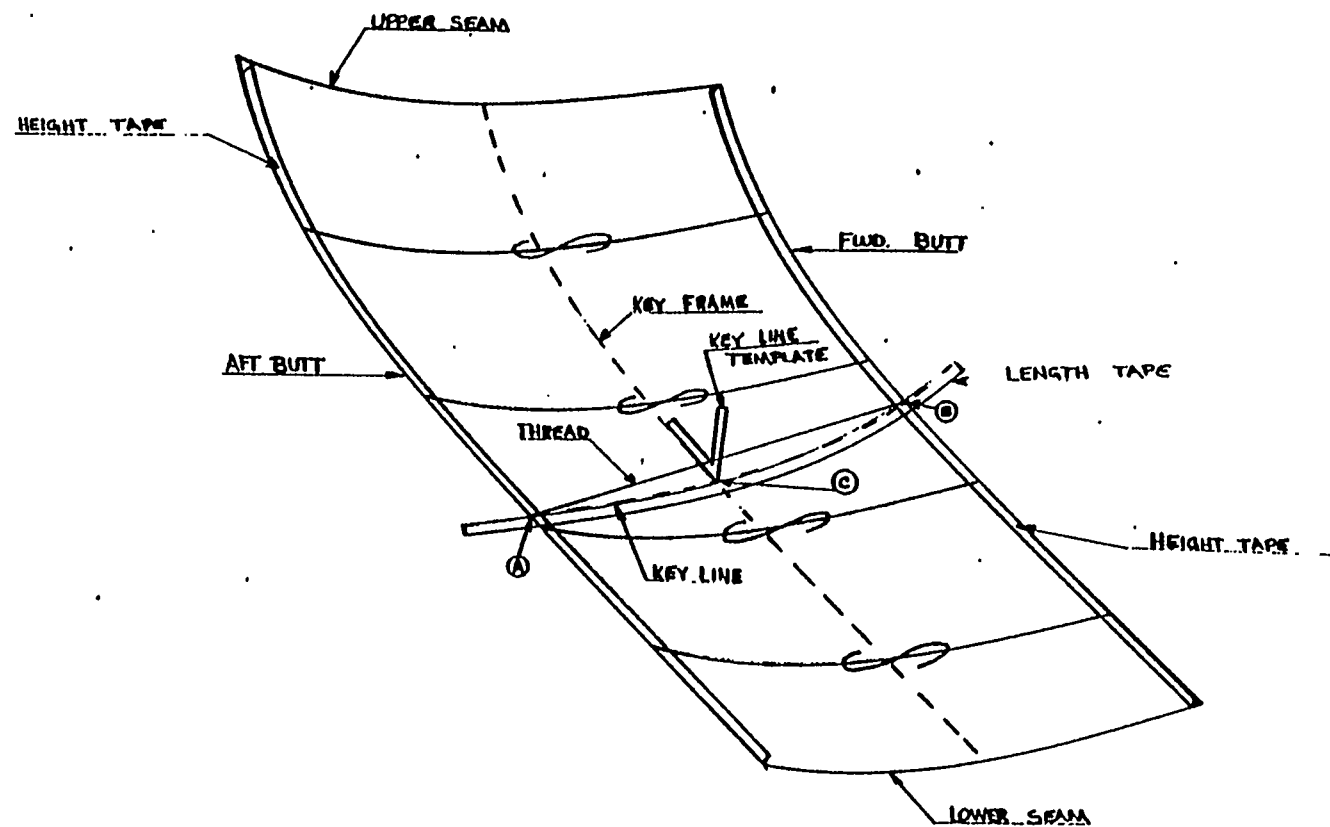 UPPER SEAM
HEIGHT TAPE
FWD. BUTT
KEY FRAME
KEY LINE
TEMPLATE
AFT BUTT
LENGTH TAPE
B
THREAD
C
HEIGHT TAPE
A
KEY LINE
LOWER SEAM